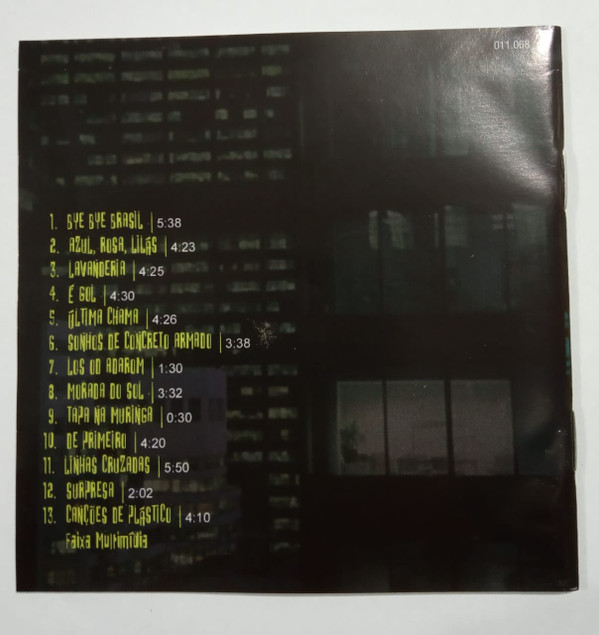 011.068
1. BYE BYE BRASIL | 5:38
2. AZUL, ROSA, LILÁS | 4:23
3. LAVANDERIA | 4:25
4. É GOL | 4:30
5. ÚLTIMA CHAMA | 4:26
6. SONHOS DE CONCRETO ARMADO | 3:38
7. LOS OD ADAROM | 1:30
8. MORADA DO SOL | 3:32
9. TAPA NA MURINGA | 0:30
10. DE PRIMEIRO | 4:20
11. LINHAS CRUZADAS | 5:50
12. SURPRESA | 2:02
13. CANÇÕES DE PLÁSTICO | 4:10
Faixa Multimídia